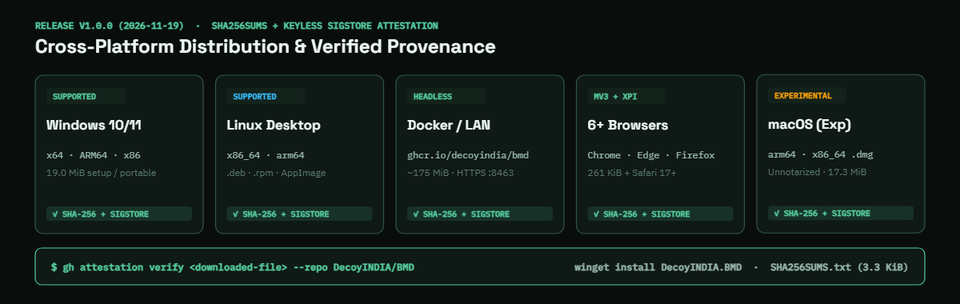 RELEASE V1.0.0 (2026-11-19) · SHA256SUMS + KEYLESS SIGSTORE ATTESTATION
Cross-Platform Distribution & Verified Provenance
SUPPORTED
Windows 10/11
x64 · ARM64 · x86
19.0 MiB setup / portable
√ SHA-256 + SIGSTORE
SUPPORTED
Linux Desktop
x86_64 · arm64
.deb · .rpm · AppImage
√ SHA-256 + SIGSTORE
HEADLESS
Docker / LAN
ghcr.io/decoyindia/bmd
~175 MiB · HTTPS :8463
√ SHA-256 + SIGSTORE
MV3 + XPI
6+ Browsers
Chrome · Edge · Firefox
261 KiB + Safari 17+
√ SHA-256 + SIGSTORE
EXPERIMENTAL
macOS (Exp)
arm64 · x86_64 .dmg
Unnotarized · 17.3 MiB
√ SHA-256 + SIGSTORE
$ gh attestation verify <downloaded-file> --repo DecoyINDIA/BMD
winget install DecoyINDIA.BMD · SHA256SUMS.txt (3.3 KiB)